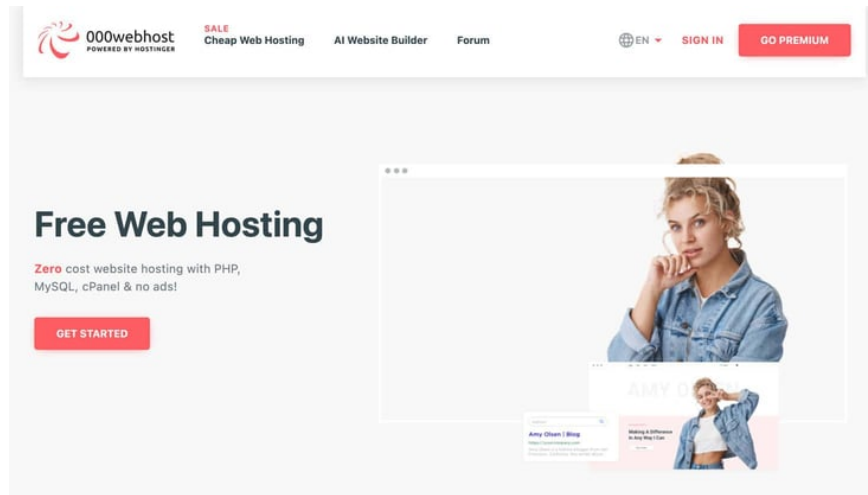 000webhost
POWERED BY HOSTINGER
SALE
Cheap Web Hosting
AI Website Builder
Forum
EN
SIGN IN
GO PREMIUM
Free Web Hosting
Zero cost website hosting with PHP,
MySQL, cPanel & no ads!
GET STARTED
AMY
Amy Olsen | Blog
Making A Difference
In Any Way I Can